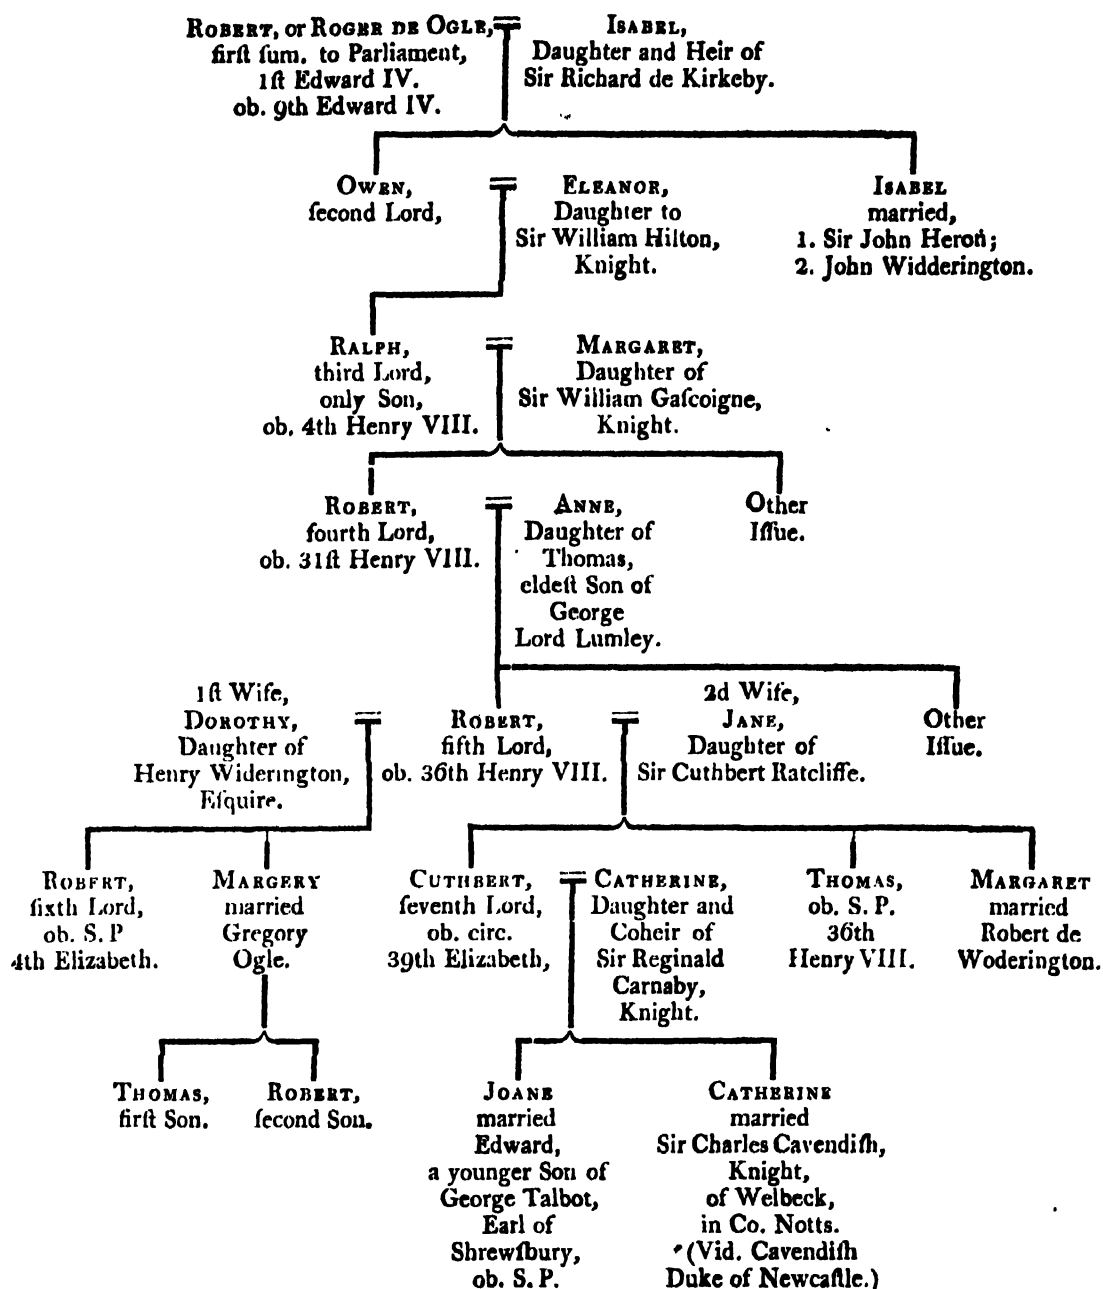 ROBERT, or ROGER DE OGLE,
firſt ſum. to Parliament,
1ſt Edward IV.
ob. 9th Edward IV.
ISABEL,
Daughter and Heir of
Sir Richard de Kirkeby.
OWEN,
ſecond Lord,
ELEANOR,
Daughter to
Sir William Hilton,
Knight.
ISABEL
married,
1. Sir John Heron;
2. John Widderington.
RALPH,
third Lord,
only Son,
ob. 4th Henry VIII.
MARGARET,
Daughter of
Sir William Gaſcoigne,
Knight.
ROBERT,
fourth Lord,
ob. 31ſt Henry VIII.
ANNE,
Daughter of
Thomas,
eldeſt Son of
George
Lord Lumley.
Other
Iſſue.
1ſt Wife,
DOROTHY,
Daughter of
Henry Widerington,
Eſquire.
ROBERT,
fifth Lord,
ob. 36th Henry VIII.
2d Wife,
JANE,
Daughter of
Sir Cuthbert Ratcliffe.
Other
Iſſue.
ROBERT,
ſixth Lord,
ob. S. P
4th Elizabeth.
MARGERY
married
Gregory
Ogle.
CUTHBERT,
ſeventh Lord,
ob. circ.
39th Elizabeth,
CATHERINE,
Daughter and
Coheir of
Sir Reginald
Carnaby,
Knight.
THOMAS,
ob. S. P.
36th
Henry VIII.
MARGARET
married
Robert de
Woderington.
THOMAS,
firſt Son.
ROBERT,
ſecond Son.
JOANE
married
Edward,
a younger Son of
George Talbot,
Earl of
Shrewſbury,
ob. S. P.
CATHERINE
married
Sir Charles Cavendiſh,
Knight,
of Welbeck,
in Co. Notts.
(Vid. Cavendiſh
Duke of Newcaſtle.)